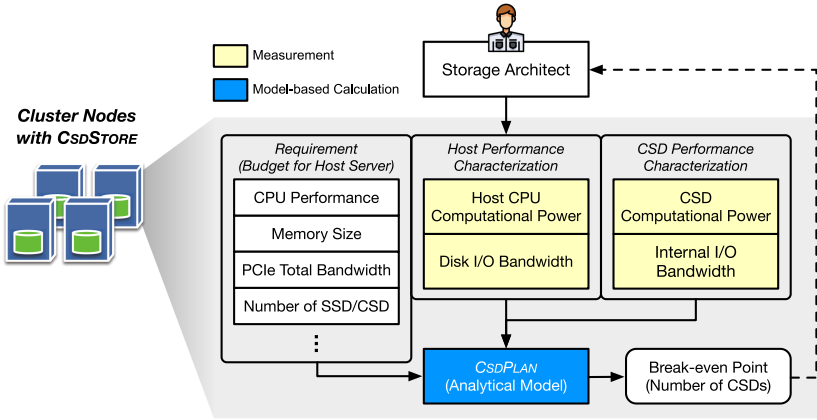 Measurement
Model-based Calculation
Storage Architect
Cluster Nodes
with CSDSTORE
Requirement
(Budget for Host Server)
CPU Performance
Memory Size
PCIe Total Bandwidth
Number of SSD/CSD
⋮
Host Performance
Characterization
Host CPU
Computational Power
Disk I/O Bandwidth
CSD Performance
Characterization
CSD
Computational Power
Internal I/O
Bandwidth
CSDPLAN
(Analytical Model)
Break-even Point
(Number of CSDs)